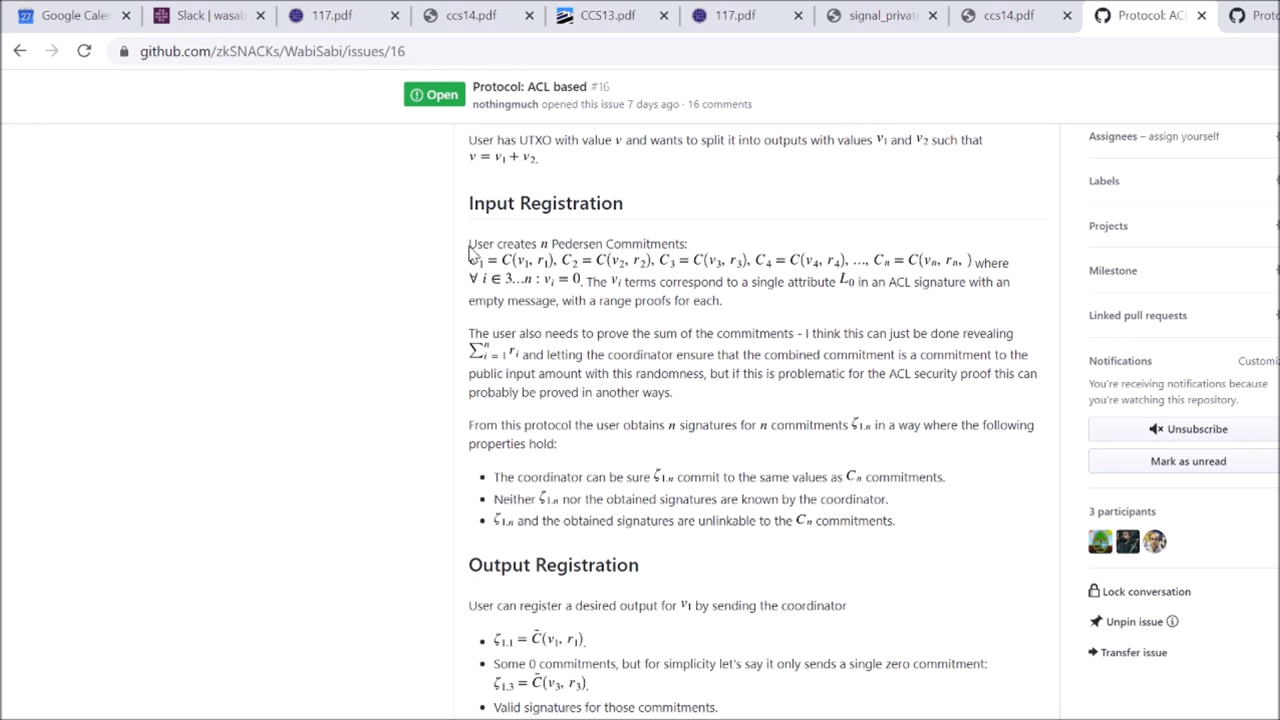 27 Google Calen
Slack | wasab
117.pdf
ccs14.pdf
CCS13.pdf
117.pdf
signal_private
ccs14.pdf
Protocol: ACL
Proto
github.com/zkSNACKs/WabiSabi/issues/16
Open
Protocol: ACL based #16
nothingmuch opened this issue 7 days ago · 16 comments
User has UTXO with value v and wants to split it into outputs with values v₁ and v₂ such that
v = v₁ + v₂.
Input Registration
User creates n Pedersen Commitments:
C₁ = C(v₁, r₁), C₂ = C(v₂, r₂), C₃ = C(v₃, r₃), C₄ = C(v₄, r₄), ..., Cₙ = C(vₙ, rₙ, ) where
∀ i ∈ 3...n : vᵢ = 0. The vᵢ terms correspond to a single attribute L₀ in an ACL signature with an
empty message, with a range proofs for each.
The user also needs to prove the sum of the commitments - I think this can just be done revealing
∑ⁿᵢ₌₁ rᵢ and letting the coordinator ensure that the combined commitment is a commitment to the
public input amount with this randomness, but if this is problematic for the ACL security proof this can
probably be proved in another ways.
From this protocol the user obtains n signatures for n commitments ζ₁.ₙ in a way where the following
properties hold:
• The coordinator can be sure ζ₁.ₙ commit to the same values as Cₙ commitments.
• Neither ζ₁.ₙ nor the obtained signatures are known by the coordinator.
• ζ₁.ₙ and the obtained signatures are unlinkable to the Cₙ commitments.
Output Registration
User can register a desired output for v₁ by sending the coordinator
• ζ₁.₁ = C̃(v₁, r₁).
• Some 0 commitments, but for simplicity let's say it only sends a single zero commitment:
ζ₁.₃ = C̃(v₃, r₃).
• Valid signatures for those commitments.
Assignees – assign yourself
Labels
Projects
Milestone
Linked pull requests
Notifications Customi
You're receiving notifications because
you're watching this repository.
Unsubscribe
Mark as unread
3 participants
Lock conversation
Unpin issue
Transfer issue